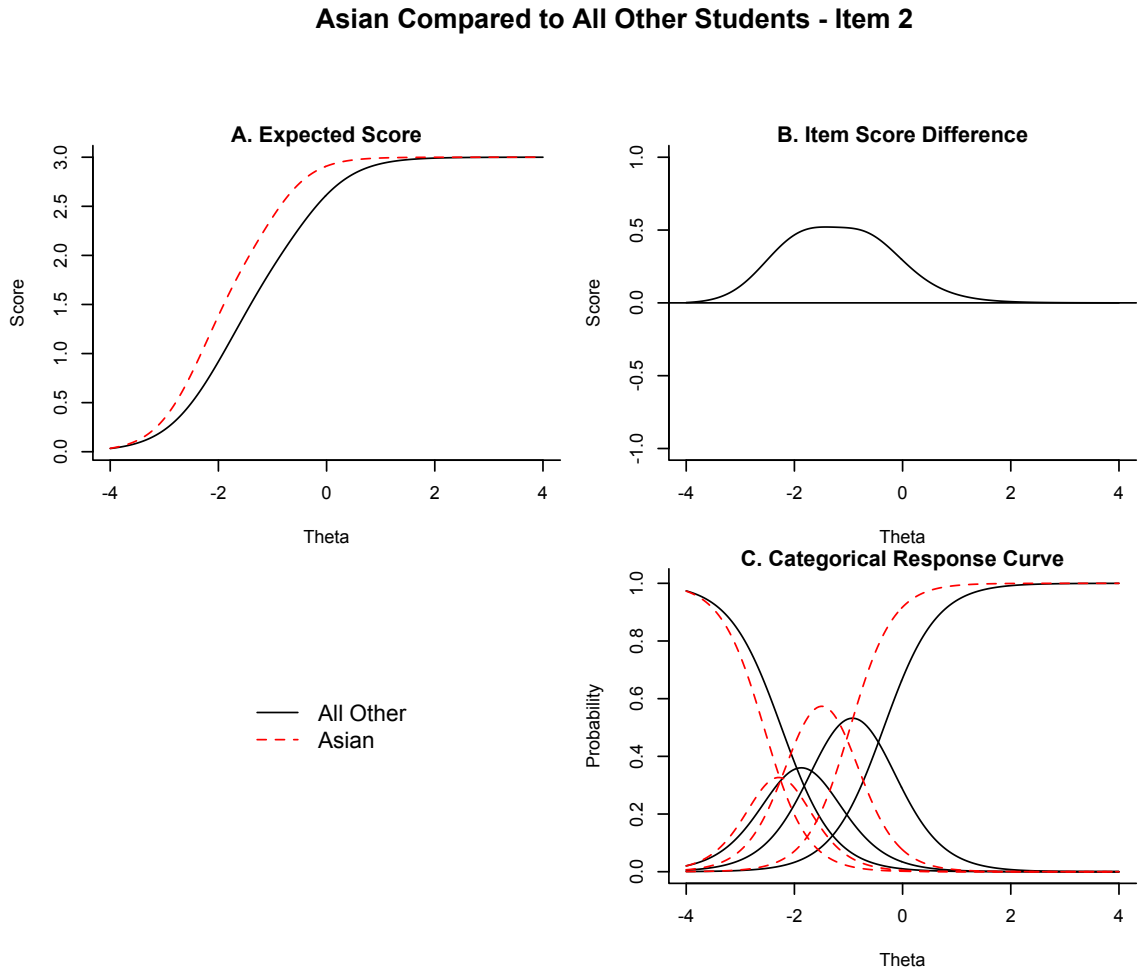 Asian Compared to All Other Students - Item 2
A. Expected Score
Score
0.0 0.5 1.0 1.5 2.0 2.5 3.0
-4 -2 0 2 4
Theta
B. Item Score Difference
Score
-1.0 -0.5 0.0 0.5 1.0
-4 -2 0 2 4
Theta
All Other
Asian
C. Categorical Response Curve
Probability
0.0 0.2 0.4 0.6 0.8 1.0
-4 -2 0 2 4
Theta